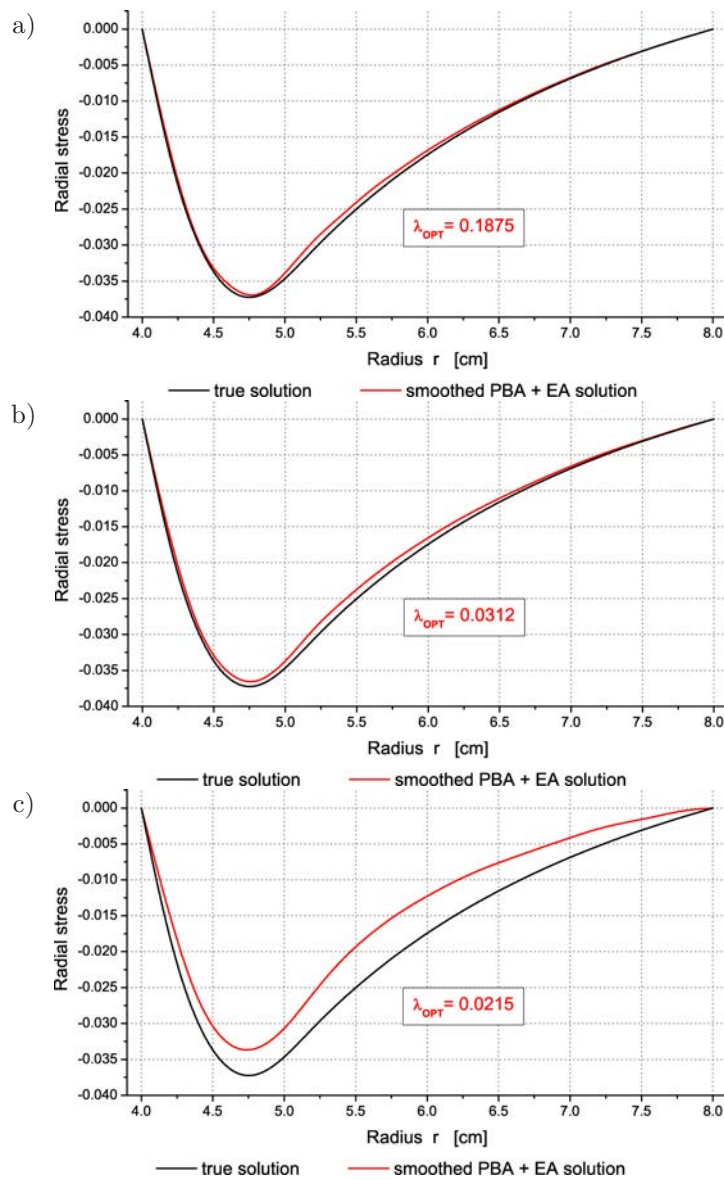 a)
0.000
-0.005
-0.010
-0.015
-0.020
-0.025
-0.030
-0.035
-0.040
Radial stress
λOPT= 0.1875
4.0 4.5 5.0 5.5 6.0 6.5 7.0 7.5 8.0
Radius r [cm]
true solution smoothed PBA + EA solution
b)
0.000
-0.005
-0.010
-0.015
-0.020
-0.025
-0.030
-0.035
-0.040
Radial stress
λOPT= 0.0312
4.0 4.5 5.0 5.5 6.0 6.5 7.0 7.5 8.0
Radius r [cm]
true solution smoothed PBA + EA solution
c)
0.000
-0.005
-0.010
-0.015
-0.020
-0.025
-0.030
-0.035
-0.040
Radial stress
λOPT= 0.0215
4.0 4.5 5.0 5.5 6.0 6.5 7.0 7.5 8.0
Radius r [cm]
true solution smoothed PBA + EA solution